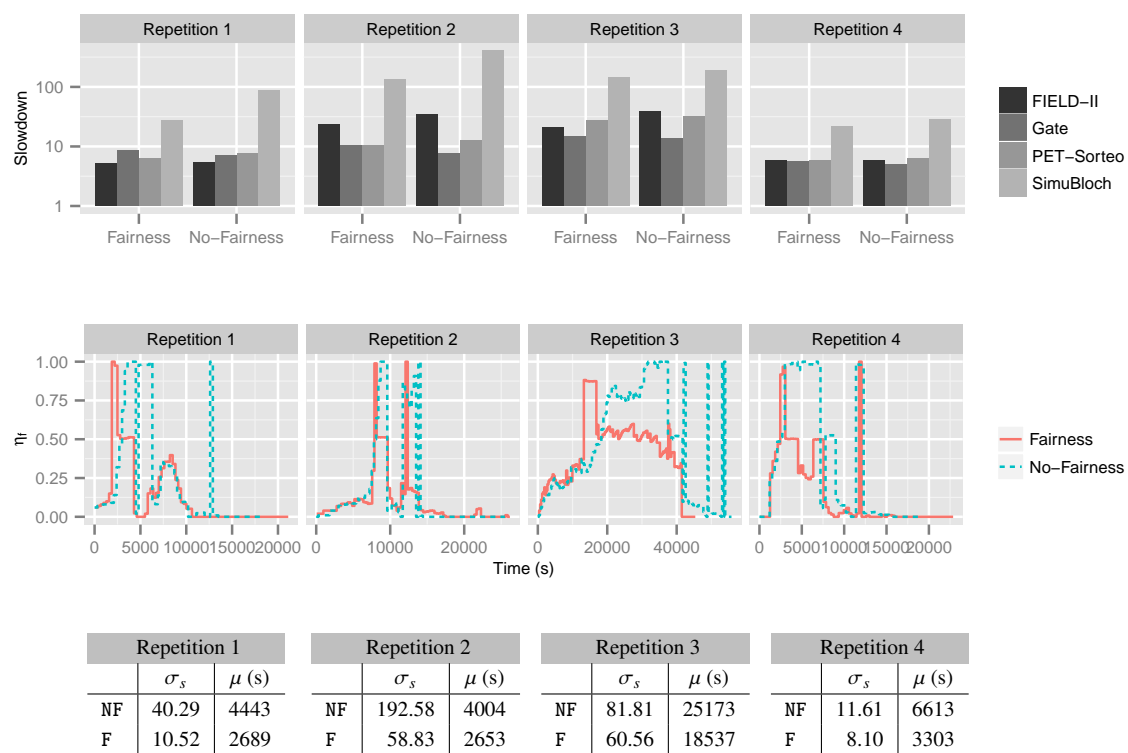 Repetition 1 Repetition 2 Repetition 3 Repetition 4
Slowdown
100
10
1
Fairness No−Fairness Fairness No−Fairness Fairness No−Fairness Fairness No−Fairness
FIELD−II
Gate
PET−Sorteo
SimuBloch
Repetition 1 Repetition 2 Repetition 3 Repetition 4
ηf
1.00
0.75
0.50
0.25
0.00
0 5000 10000 15000 20000 0 10000 20000 0 20000 40000 0 5000 10000 15000 20000
Time (s)
Fairness
No−Fairness
Repetition 1 Repetition 2 Repetition 3 Repetition 4
σs μ (s) σs μ (s) σs μ (s) σs μ (s)
NF 40.29 4443 NF 192.58 4004 NF 81.81 25173 NF 11.61 6613
F 10.52 2689 F 58.83 2653 F 60.56 18537 F 8.10 3303